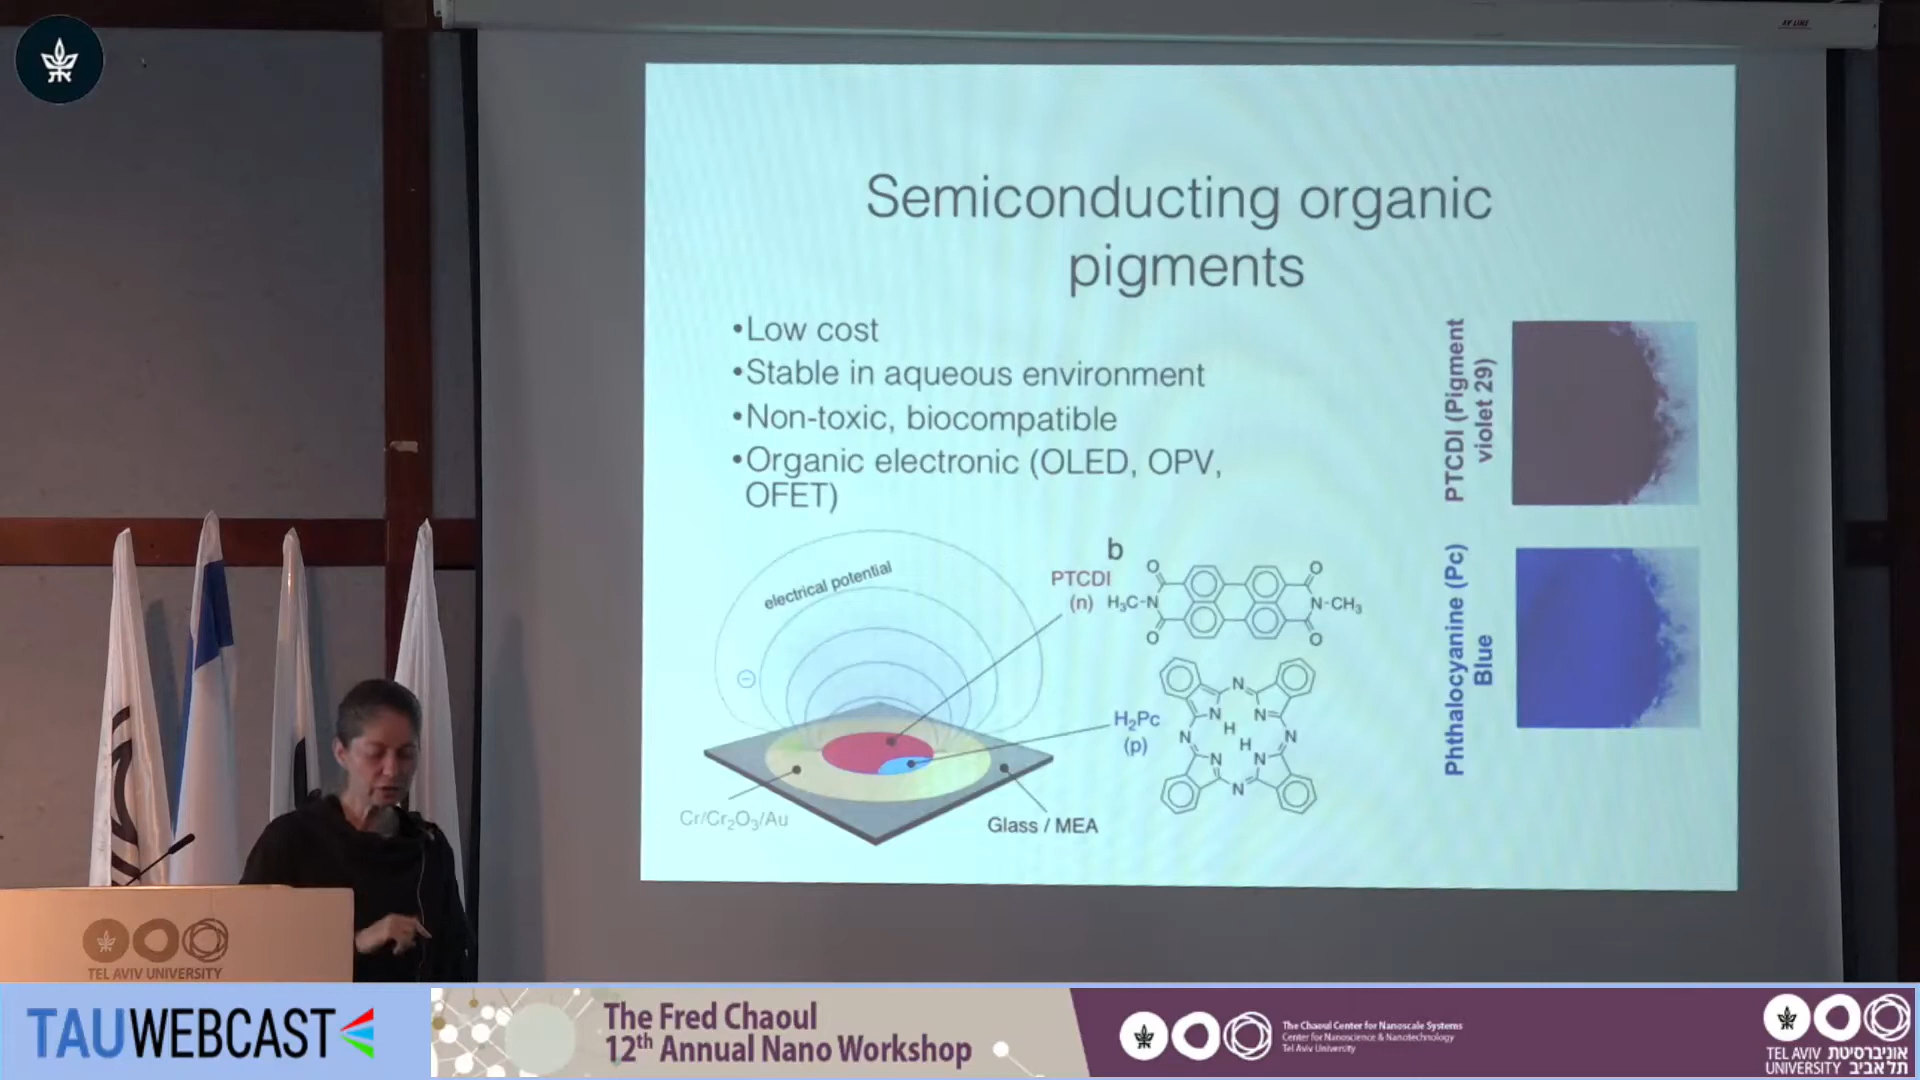 AV LINE
Semiconducting organic
pigments
•Low cost
•Stable in aqueous environment
•Non-toxic, biocompatible
•Organic electronic (OLED, OPV,
OFET)
PTCDI (Pigment
violet 29)
Phthalocyanine (Pc)
Blue
electrical potential
b
PTCDI
(n)
H₃C-N
O
O
O
O
N-CH₃
H₂Pc
(p)
N
N
N
H
N
N
H
N
N
N
Cr/Cr₂O₃/Au
Glass / MEA
TEL AVIV UNIVERSITY
TAUWEBCAST
The Fred Chaoul
12th Annual Nano Workshop
The Chaoul Center for Nanoscale Systems
Center for Nanoscience & Nanotechnology
Tel Aviv University
TEL AVIV אוניברסיטת
UNIVERSITY תל אביב